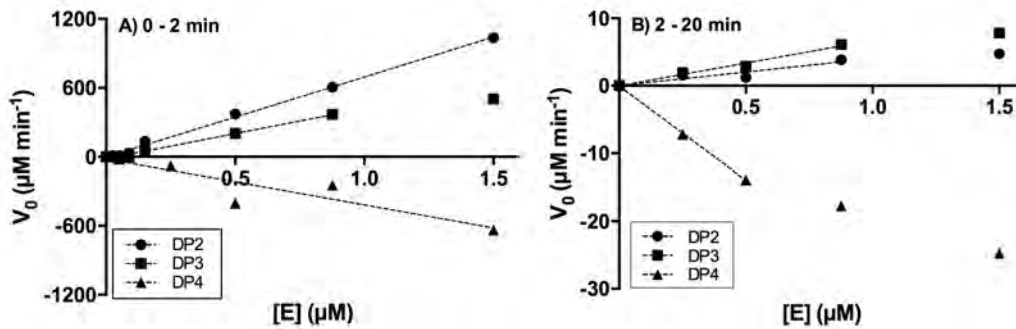 A) 0 - 2 min
1200
600
0
-600
-1200
0.5
1.0
1.5
V0 (µM min-1)
[E] (µM)
DP2
DP3
DP4
B) 2 - 20 min
10
0
-10
-20
-30
0.5
1.0
1.5
V0 (µM min-1)
[E] (µM)
DP2
DP3
DP4